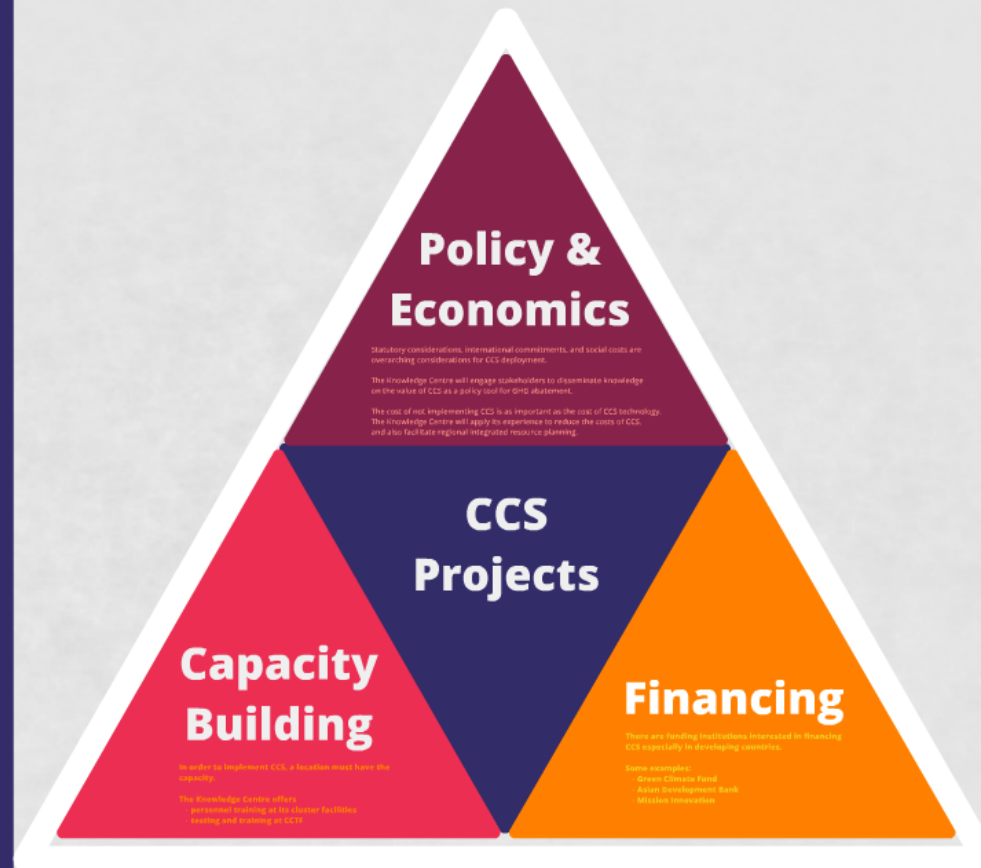 Policy &
Economics
Statutory considerations, international commitments, and social costs are
overarching considerations for CCS deployment.
The Knowledge Centre will engage stakeholders to disseminate knowledge
on the value of CCS as a policy tool for GHG abatement.
The cost of not implementing CCS is as important as the cost of CCS technology.
The Knowledge Centre will apply its experience to reduce the costs of CCS,
and also facilitate regional integrated resource planning.
CCS
Projects
Capacity
Building
In order to implement CCS, a location must have the
capacity.
The Knowledge Centre offers
- personnel training at its cluster facilities
- testing and training at CCTF
Financing
There are funding institutions interested in financing
CCS especially in developing countries.
Some examples:
- Green Climate Fund
- Asian Development Bank
- Mission Innovation